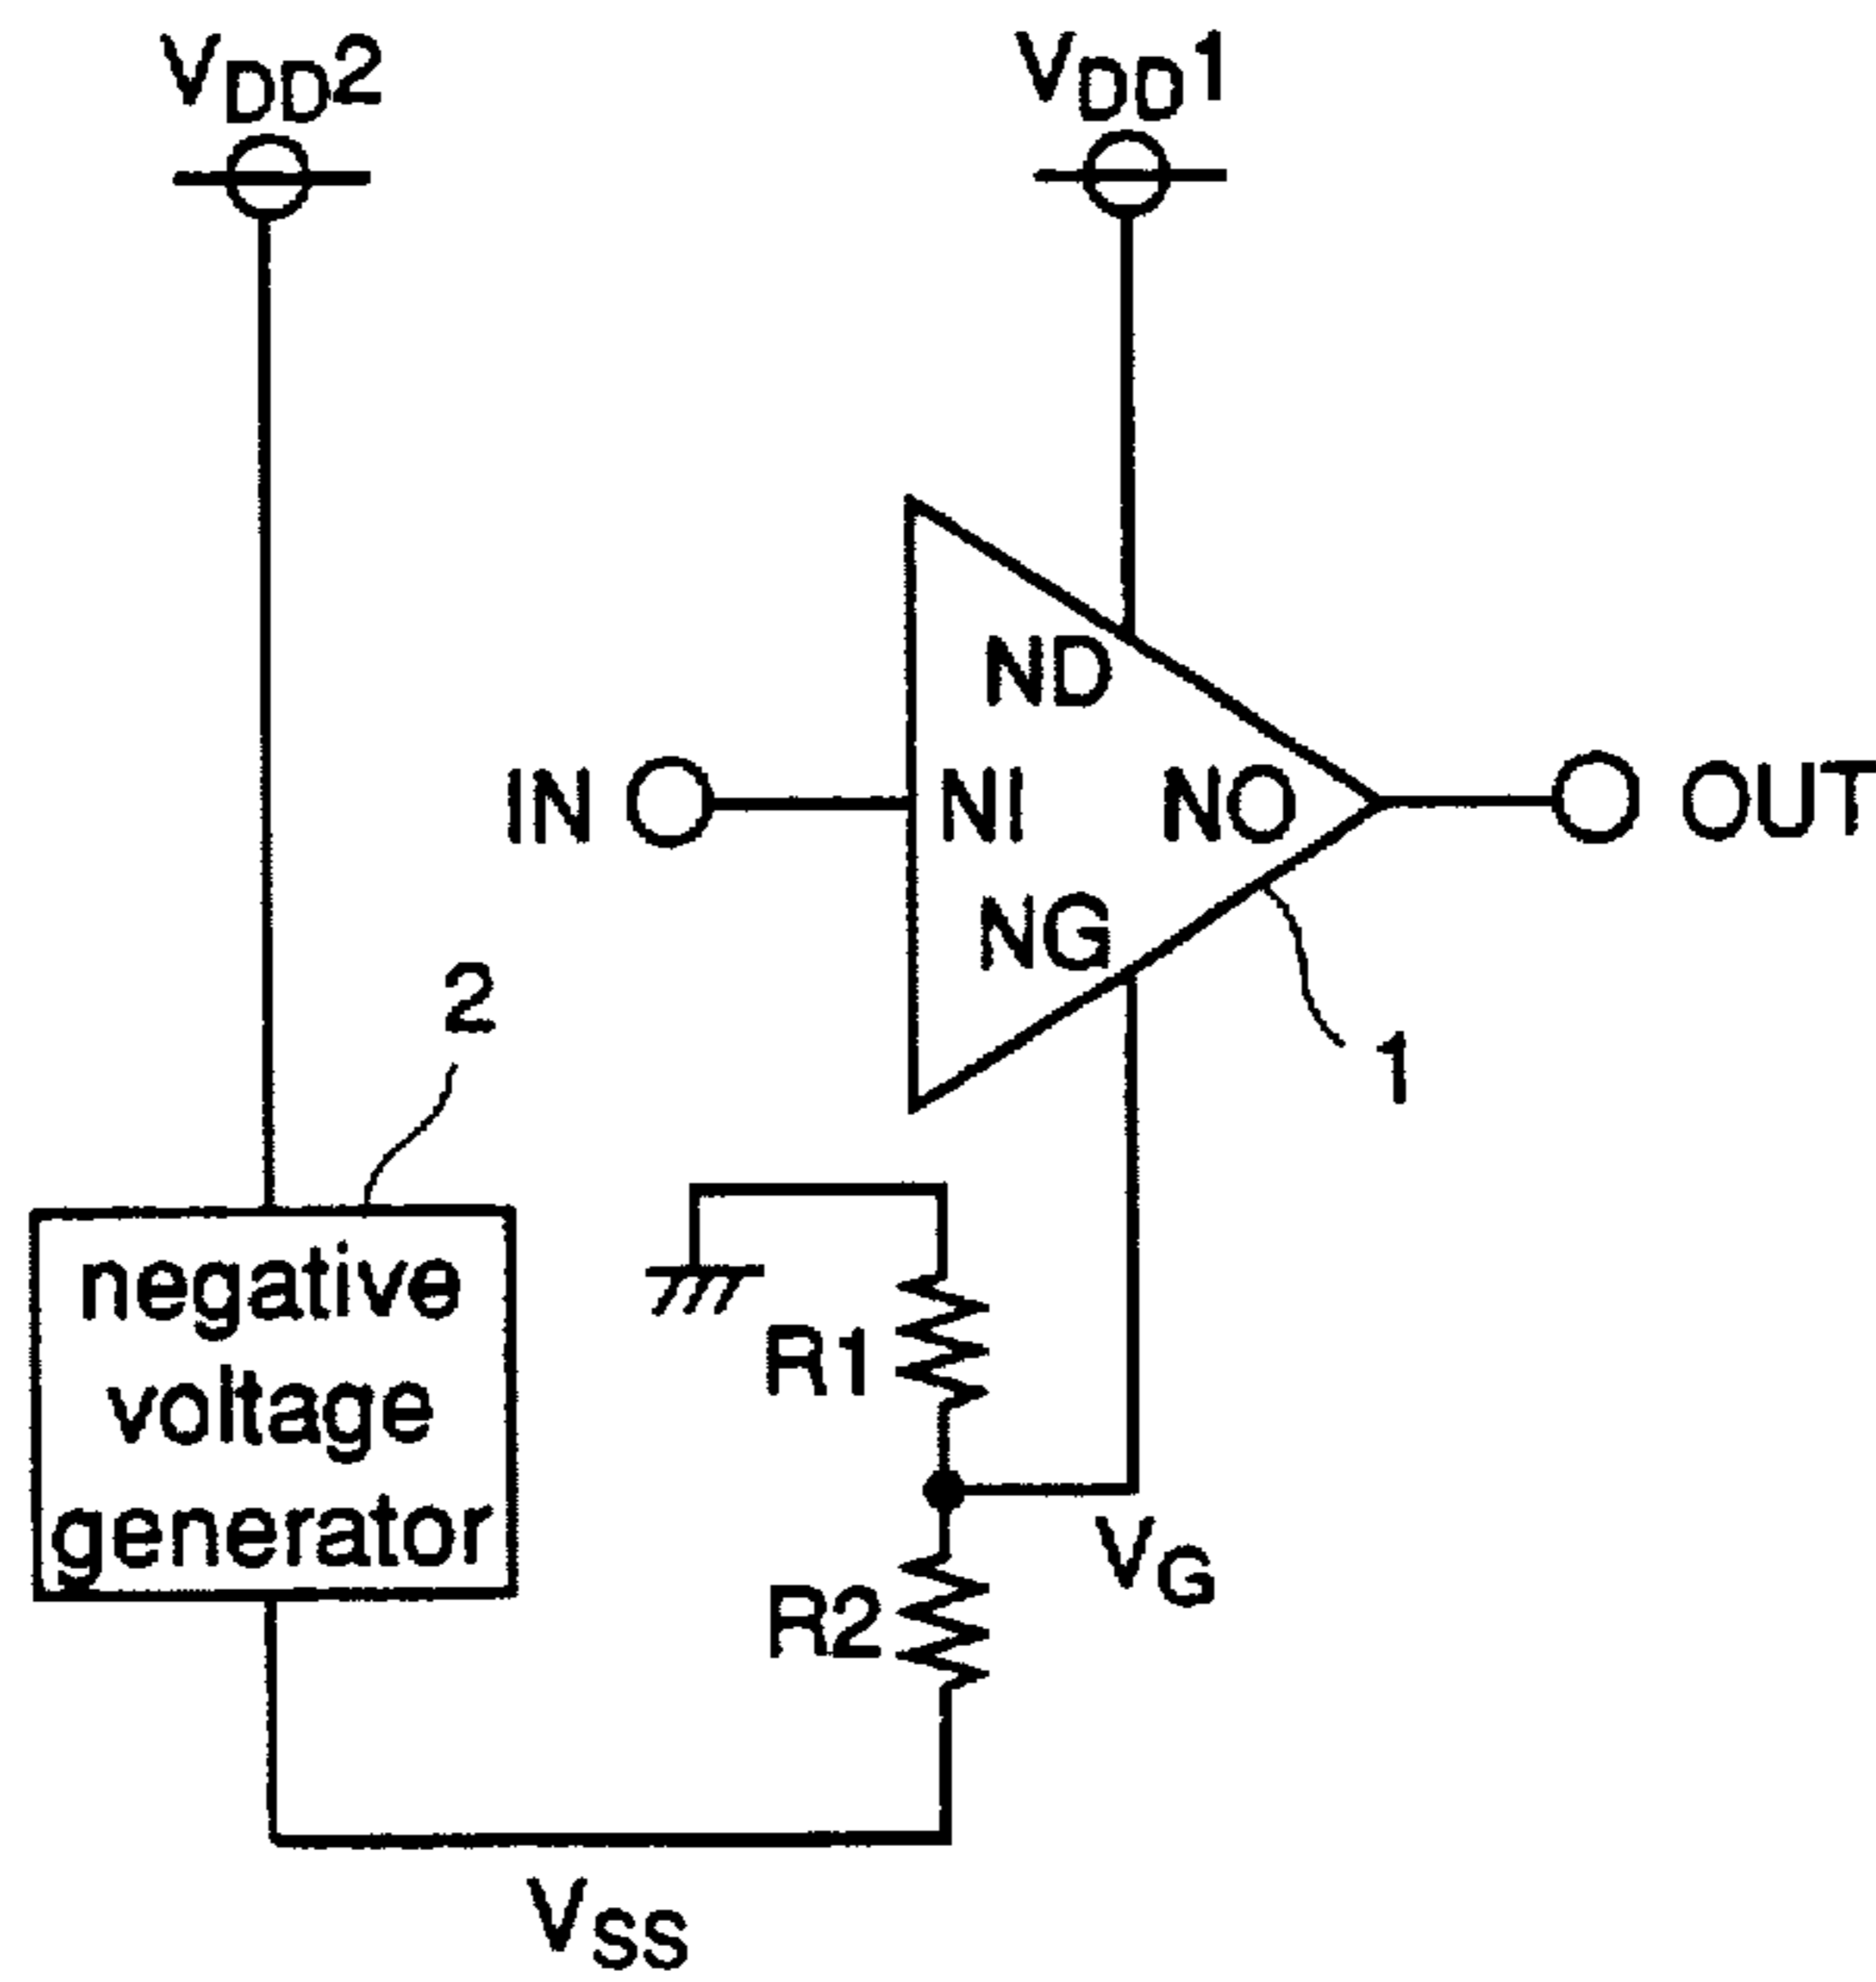 VDD2
VDD1
ND
IN
NI
NO
OUT
NG
2
1
negative
voltage
generator
R1
VG
R2
VSS